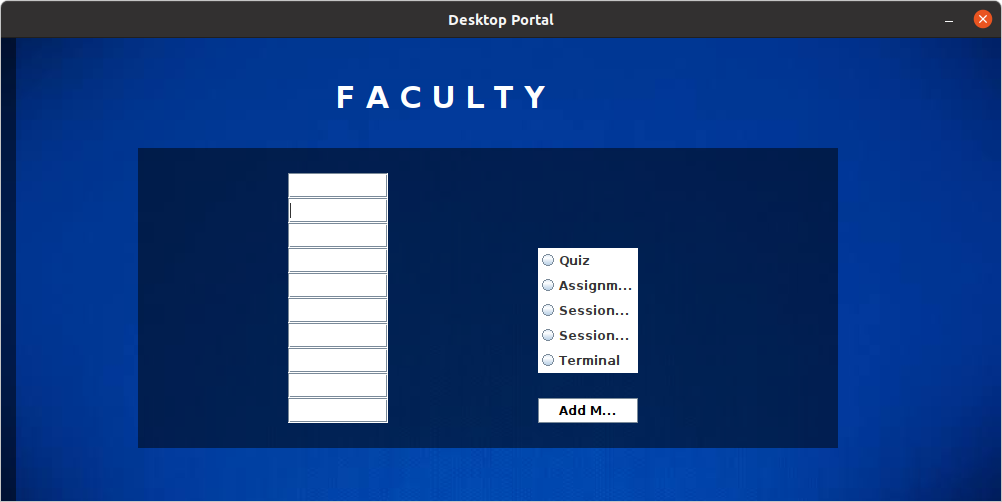 Desktop Portal
F A C U L T Y
Quiz
Assignm...
Session...
Session...
Terminal
Add M...